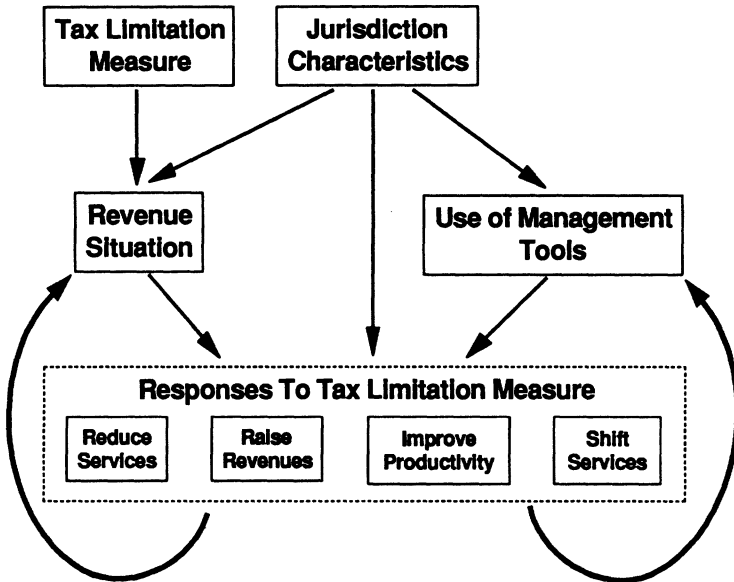 Tax Limitation
Measure
Jurisdiction
Characteristics
Revenue
Situation
Use of Management
Tools
Responses To Tax Limitation Measure
Reduce
Services
Raise
Revenues
Improve
Productivity
Shift
Services